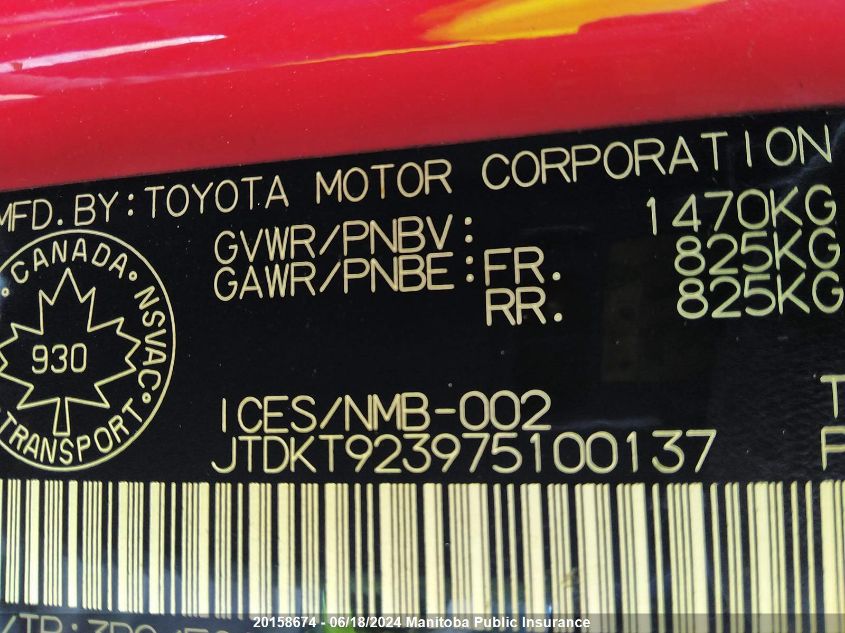 MFD. BY: TOYOTA MOTOR CORPORATION
GVWR/PNBV: 1470KG
GAWR/PNBE: FR. 825KG
RR. 825KG
CANADA NSVAC
930
TRANSPORT
ICES/NMB-002
JTDKT923975100137
20158674 - 06/18/2024 Manitoba Public Insurance